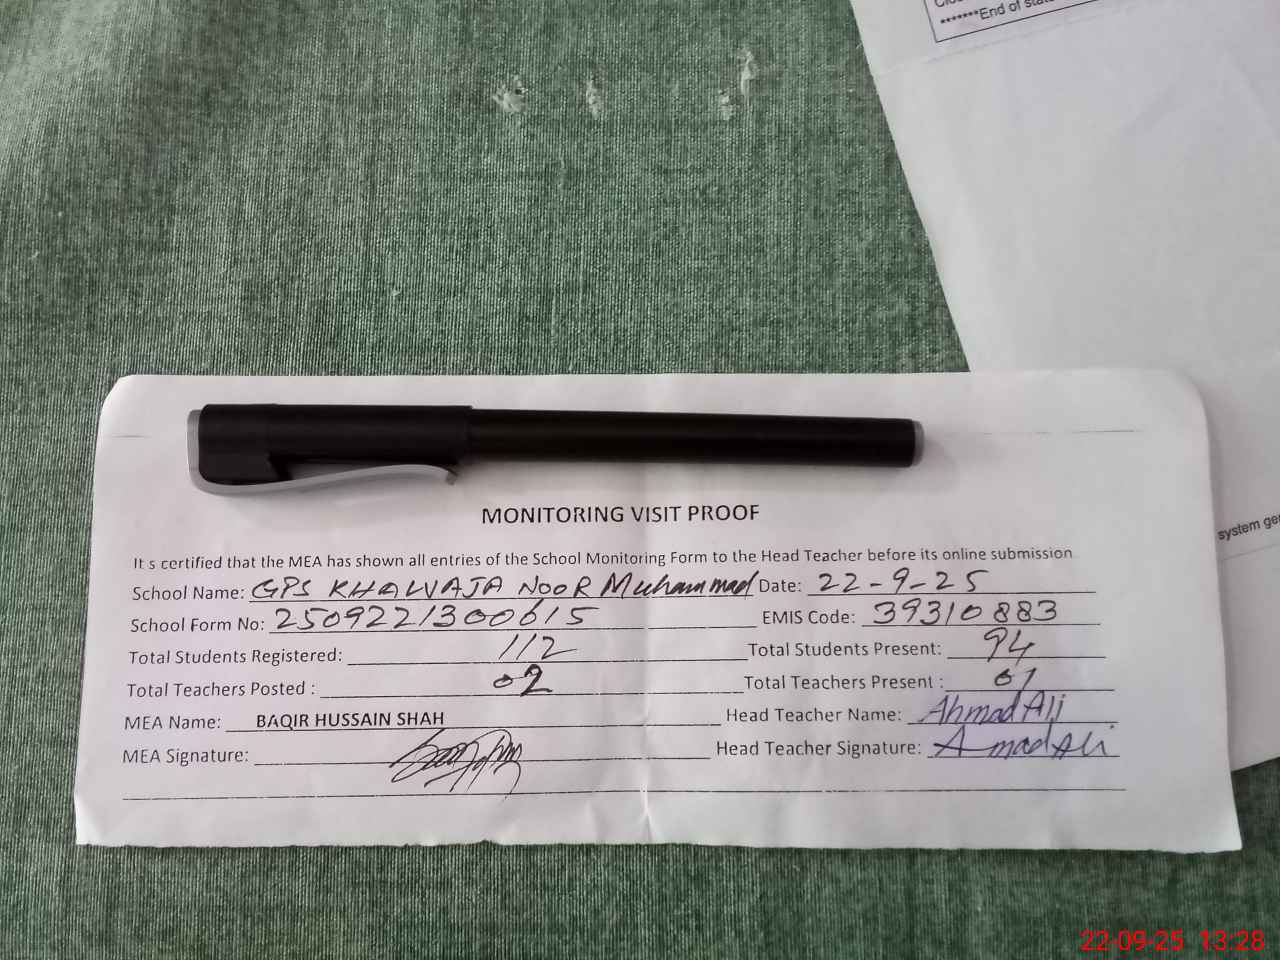 *******End of state
system ge
MONITORING VISIT PROOF
It s certified that the MEA has shown all entries of the School Monitoring Form to the Head Teacher before its online submission
School Name: GPS KHAWAJA NOOR Muhammad Date: 22-9-25
School Form No: 2509221300615 EMIS Code: 39310883
Total Students Registered: 112 Total Students Present: 94
Total Teachers Posted : 02 Total Teachers Present : 01
MEA Name: BAQIR HUSSAIN SHAH Head Teacher Name: Ahmad Ali
MEA Signature: Head Teacher Signature: Amad Ali
22-09-25 13:28